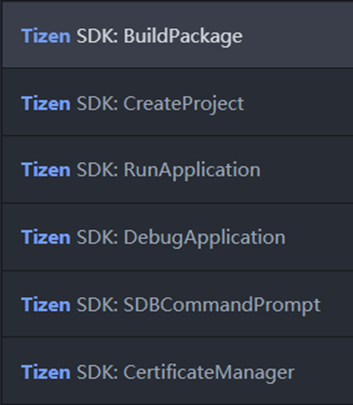 Tizen SDK: BuildPackage
Tizen SDK: CreateProject
Tizen SDK: RunApplication
Tizen SDK: DebugApplication
Tizen SDK: SDBCommandPrompt
Tizen SDK: CertificateManager